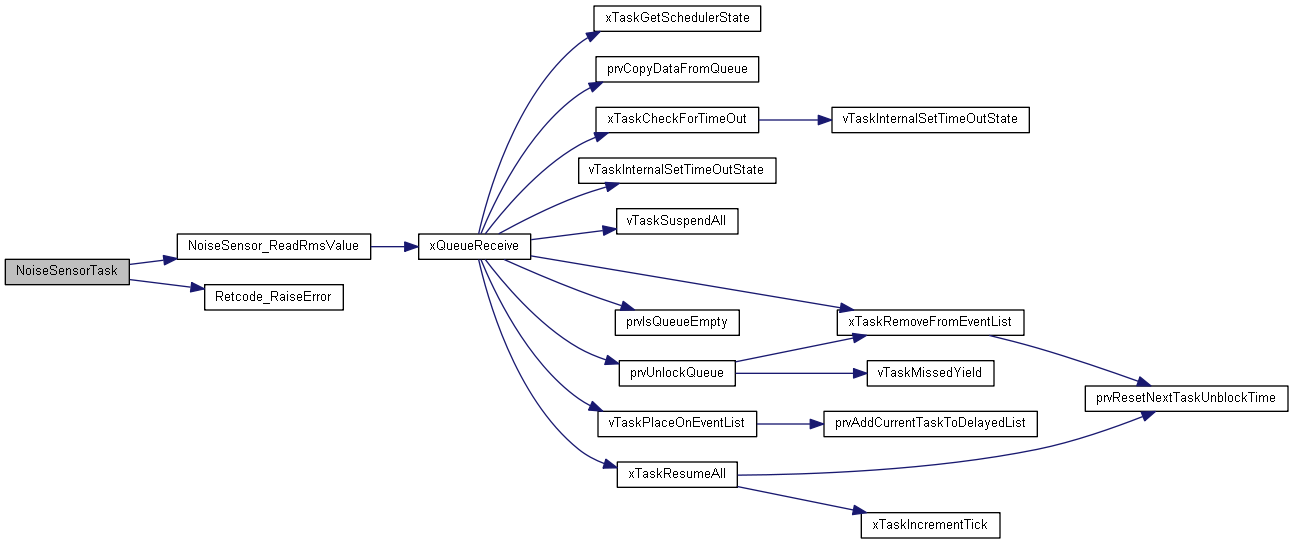 xTaskGetSchedulerState
prvCopyDataFromQueue
xTaskCheckForTimeOut
vTaskInternalSetTimeOutState
vTaskInternalSetTimeOutState
vTaskSuspendAll
NoiseSensor_ReadRmsValue
xQueueReceive
NoiseSensorTask
Retcode_RaiseError
prvIsQueueEmpty
xTaskRemoveFromEventList
prvUnlockQueue
vTaskMissedYield
prvResetNextTaskUnblockTime
vTaskPlaceOnEventList
prvAddCurrentTaskToDelayedList
xTaskResumeAll
xTaskIncrementTick